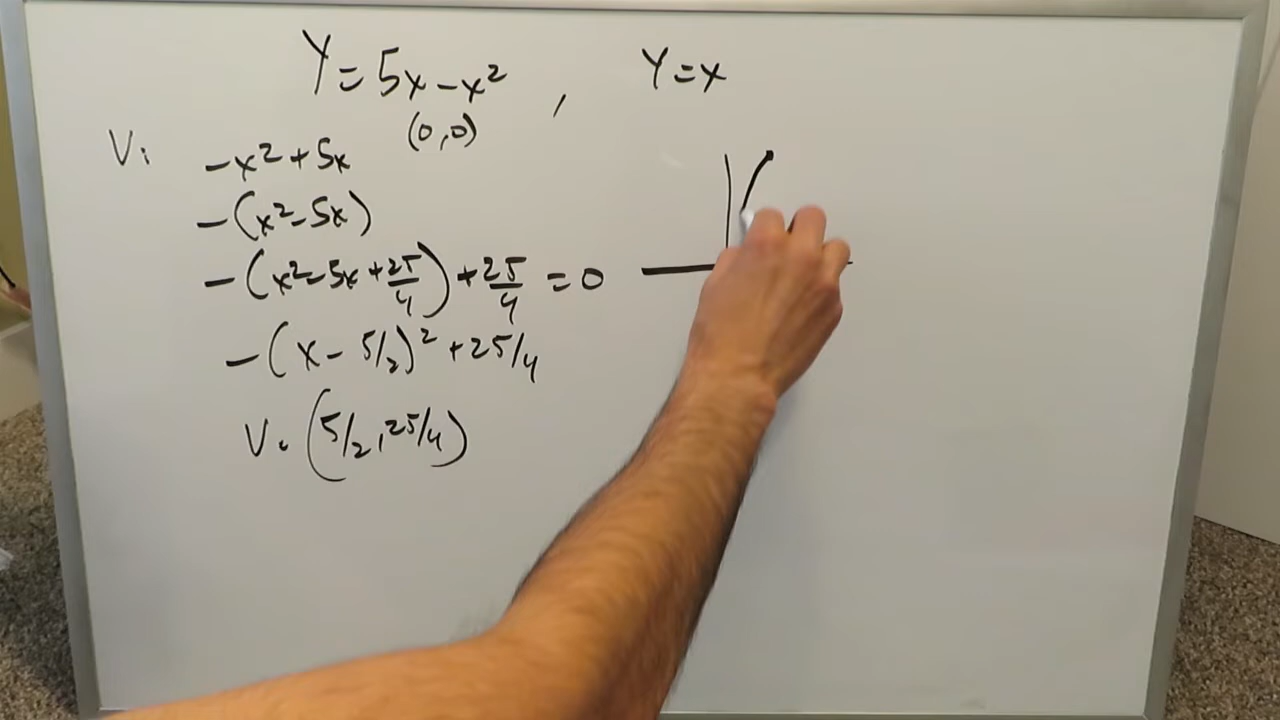 Y=5x-x² , Y=x
(0,0)
V: -x²+5x
-(x²-5x)
-(x²-5x+25/4)+25/4=0
-(x-5/2)²+25/4
V: (5/2,25/4)